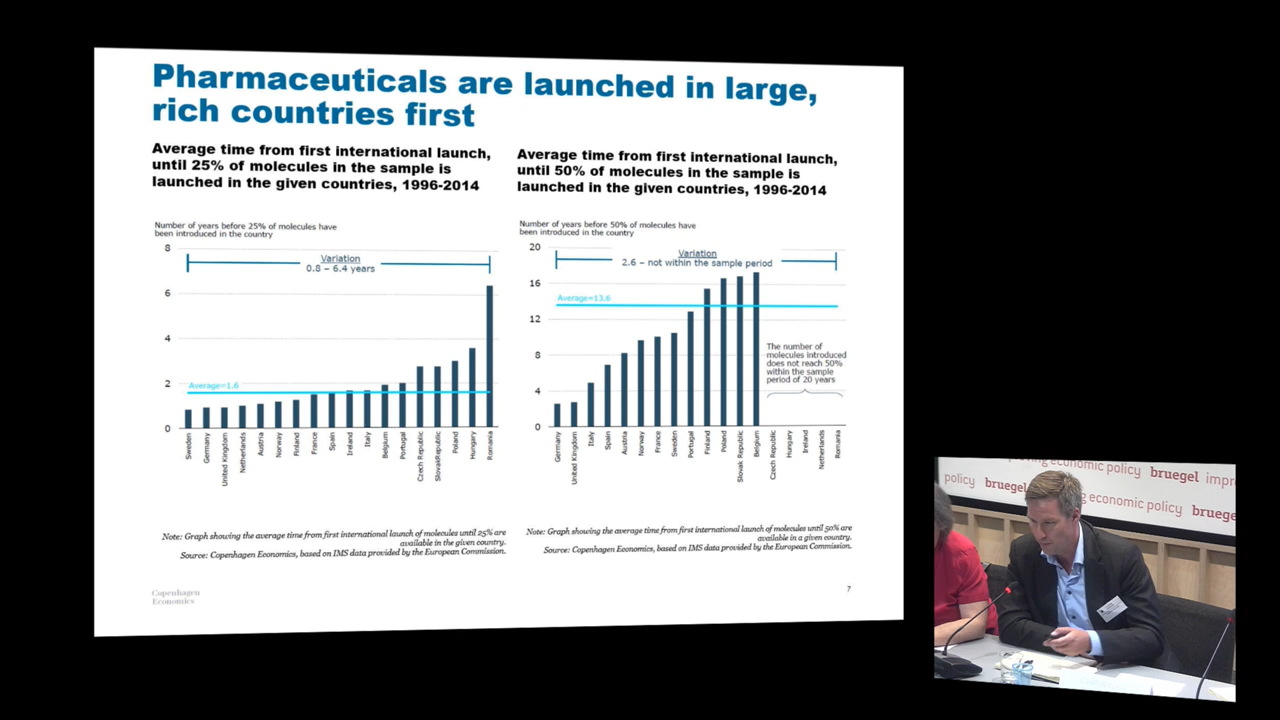 Pharmaceuticals are launched in large,
rich countries first
Average time from first international launch,
until 25% of molecules in the sample is
launched in the given countries, 1996-2014
Number of years before 25% of molecules have
been introduced in the country
8
6
4
2
0
Variation
0.8 – 6.4 years
Average=1.6
Sweden
Germany
United Kingdom
Netherlands
Austria
Norway
Finland
France
Spain
Ireland
Italy
Belgium
Portugal
Czech Republic
SlovakRepublic
Poland
Hungary
Romania
Note: Graph showing the average time from first international launch of molecules until 25% are
available in the given country.
Source: Copenhagen Economics, based on IMS data provided by the European Commission.
Average time from first international launch,
until 50% of molecules in the sample is
launched in the given countries, 1996-2014
Number of years before 50% of molecules have
been introduced in the country
20
16
12
8
4
0
Variation
2.6 – not within the sample period
Average=13.6
The number of
molecules introduced
does not reach 50%
within the sample
period of 20 years
Germany
United Kingdom
Italy
Spain
Austria
Norway
France
Sweden
Portugal
Finland
Poland
Slovak Republic
Belgium
Czech Republic
Hungary
Ireland
Netherlands
Romania
Note: Graph showing the average time from first international launch of molecules until 50% are
available in a given country.
Source: Copenhagen Economics, based on IMS data provided by the European Commission.
Copenhagen
Economics
7
economic policy bruegel impr
policy brueg economic policy bruege